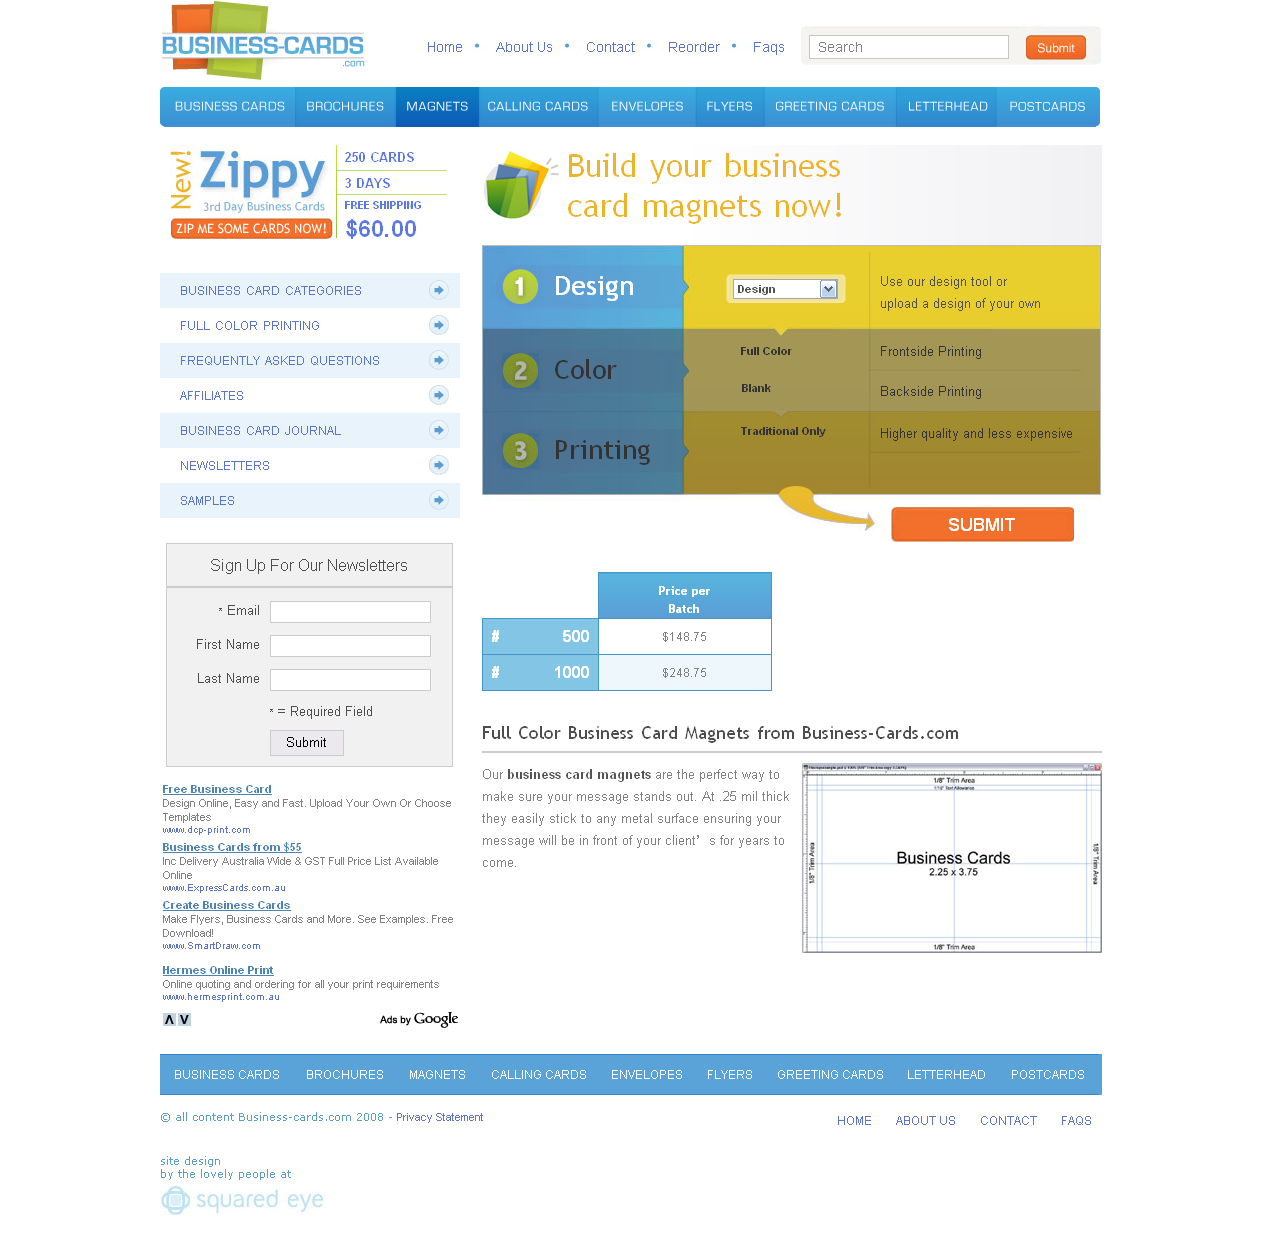 BUSINESS-CARDS
.com
Home • About Us • Contact • Reorder • Faqs
Search
Submit
BUSINESS CARDS BROCHURES MAGNETS CALLING CARDS ENVELOPES FLYERS GREETING CARDS LETTERHEAD POSTCARDS
New! Zippy
3rd Day Business Cards
ZIP ME SOME CARDS NOW!
250 CARDS
3 DAYS
FREE SHIPPING
$60.00
BUSINESS CARD CATEGORIES
FULL COLOR PRINTING
FREQUENTLY ASKED QUESTIONS
AFFILIATES
BUSINESS CARD JOURNAL
NEWSLETTERS
SAMPLES
Sign Up For Our Newsletters
* Email
First Name
Last Name
* = Required Field
Submit
Free Business Card
Design Online, Easy and Fast. Upload Your Own Or Choose
Templates
www.dcp-print.com
Business Cards from $55
Inc Delivery Australia Wide & GST Full Price List Available
Online
www.ExpressCards.com.au
Create Business Cards
Make Flyers, Business Cards and More. See Examples. Free
Download!
www.SmartDraw.com
Hermes Online Print
Online quoting and ordering for all your print requirements
www.hermesprint.com.au
Ads by Google
Build your business
card magnets now!
1 Design
Design
Use our design tool or
upload a design of your own
2 Color
Full Color
Frontside Printing
Blank
Backside Printing
3 Printing
Traditional Only
Higher quality and less expensive
SUBMIT
Price per
Batch
# 500 $148.75
# 1000 $248.75
Full Color Business Card Magnets from Business-Cards.com
Our business card magnets are the perfect way to
make sure your message stands out. At .25 mil thick
they easily stick to any metal surface ensuring your
message will be in front of your client’s for years to
come.
1/8" Trim Area
1/8" Trim Area
Business Cards
2.25 x 3.75
1/8" Trim Area
1/8" Trim Area
BUSINESS CARDS BROCHURES MAGNETS CALLING CARDS ENVELOPES FLYERS GREETING CARDS LETTERHEAD POSTCARDS
© all content Business-cards.com 2008 - Privacy Statement
HOME ABOUT US CONTACT FAQS
site design
by the lovely people at
squared eye